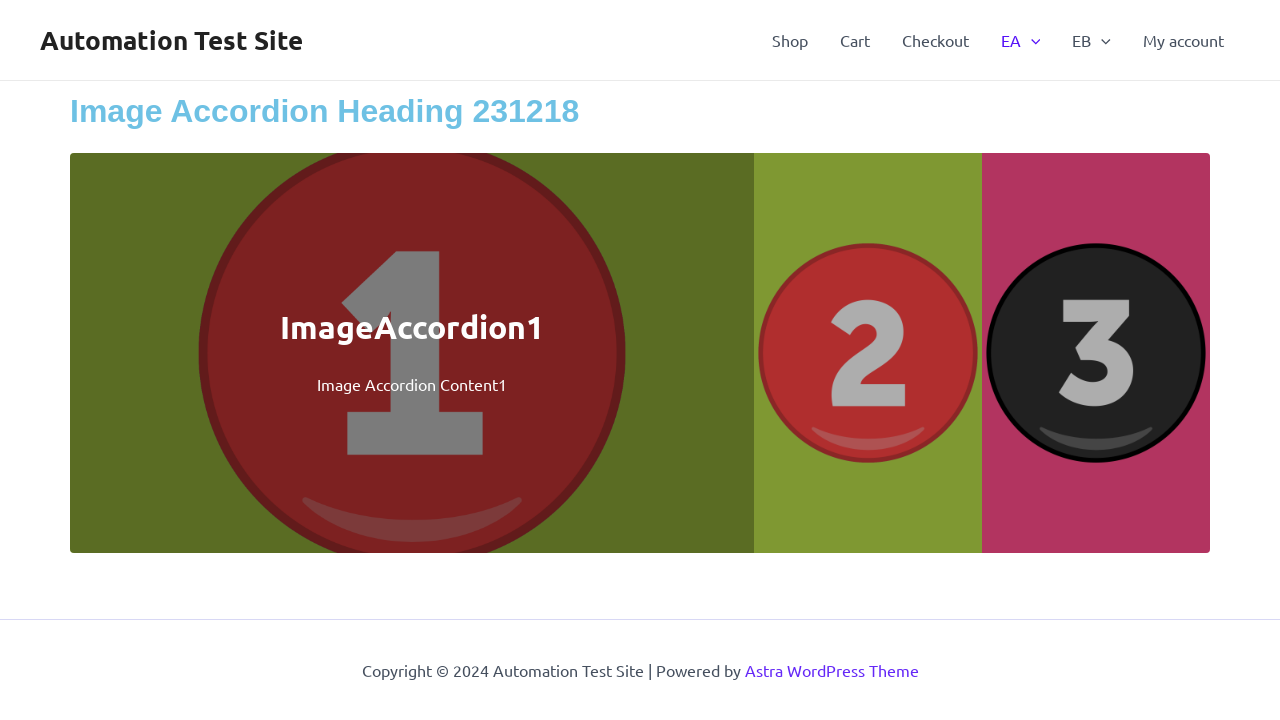 Automation Test Site
Shop Cart Checkout EA EB My account
Image Accordion Heading 231218
1
ImageAccordion1
Image Accordion Content1
2
3
Copyright © 2024 Automation Test Site | Powered by Astra WordPress Theme